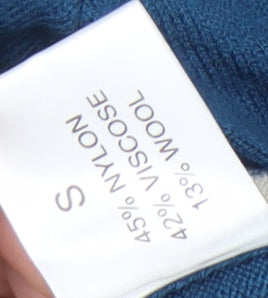 S
45% NYLON
42% VISCOSE
13% WOOL